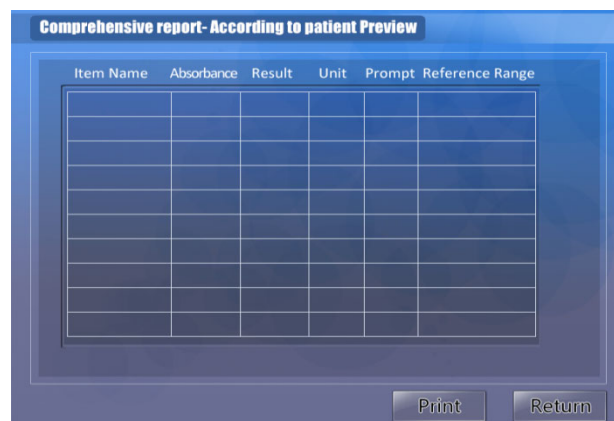 Comprehensive report- According to patient Preview
Item Name Absorbance Result Unit Prompt Reference Range
Print Return